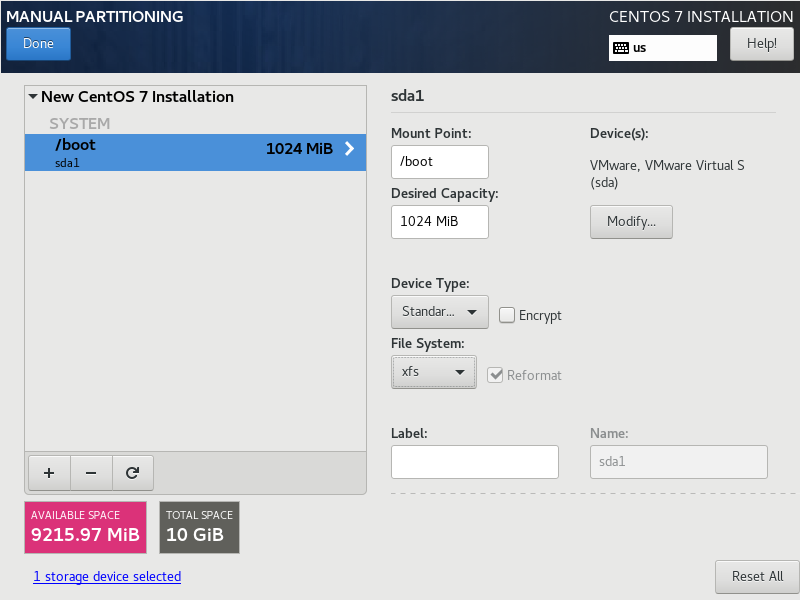 MANUAL PARTITIONING
CENTOS 7 INSTALLATION
Done
us
Help!
New CentOS 7 Installation
SYSTEM
/boot
1024 MiB
sda1
sda1
Mount Point:
/boot
Desired Capacity:
1024 MiB
Device(s):
VMware, VMware Virtual S
(sda)
Modify...
Device Type:
Standar...
Encrypt
File System:
xfs
Reformat
Label:
Name:
sda1
+
−
AVAILABLE SPACE
9215.97 MiB
TOTAL SPACE
10 GiB
1 storage device selected
Reset All